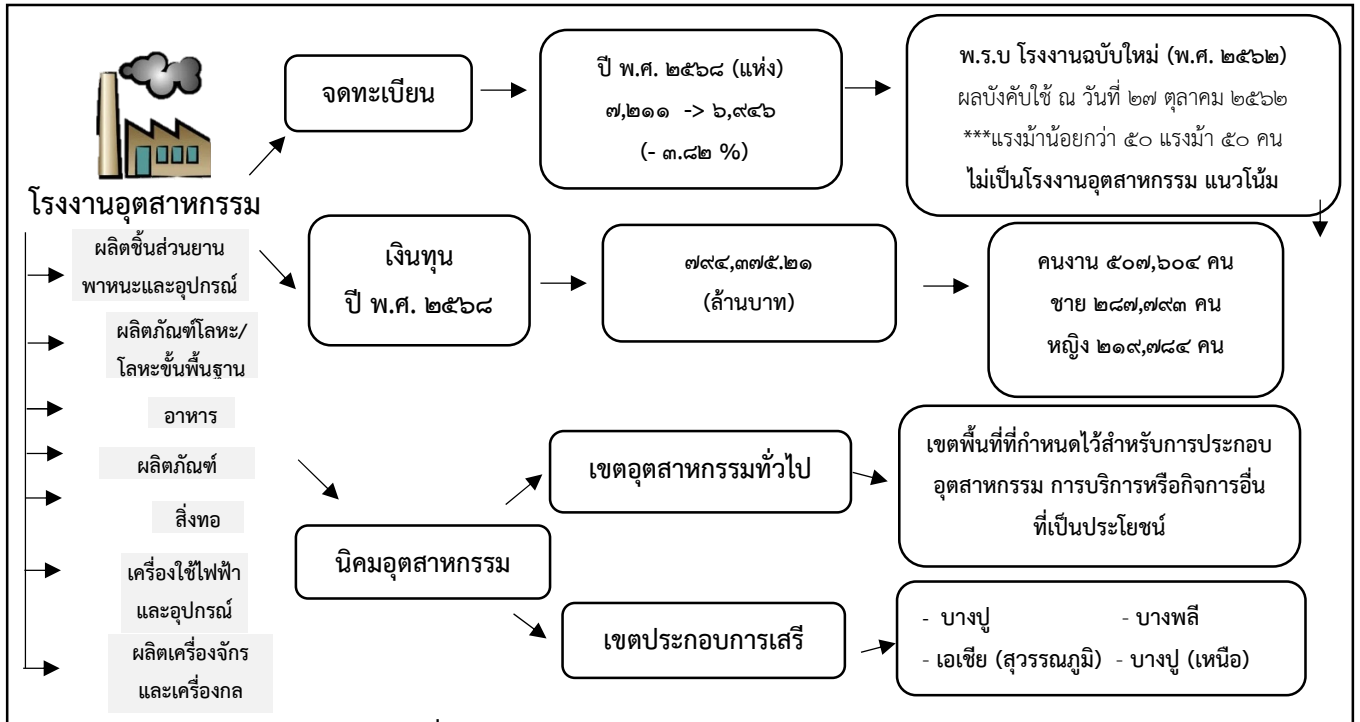 โรงงานอุตสาหกรรม
ผลิตชิ้นส่วนยาน
พาหนะและอุปกรณ์
ผลิตภัณฑ์โลหะ/
โลหะขั้นพื้นฐาน
อาหาร
ผลิตภัณฑ์
สิ่งทอ
เครื่องใช้ไฟฟ้า
และอุปกรณ์
ผลิตเครื่องจักร
และเครื่องกล
จดทะเบียน
ปี พ.ศ. ๒๕๖๘ (แห่ง)
๗,๒๑๑ -> ๖,๙๔๖
(- ๓.๘๒ %)
พ.ร.บ โรงงานฉบับใหม่ (พ.ศ. ๒๕๖๒)
ผลบังคับใช้ ณ วันที่ ๒๗ ตุลาคม ๒๕๖๒
***แรงม้าน้อยกว่า ๕๐ แรงม้า ๕๐ คน
ไม่เป็นโรงงานอุตสาหกรรม แนวโน้ม
เงินทุน
ปี พ.ศ. ๒๕๖๘
๗๙๔,๓๗๕.๒๑
(ล้านบาท)
คนงาน ๕๐๗,๖๐๔ คน
ชาย ๒๘๗,๗๙๓ คน
หญิง ๒๑๙,๗๘๔ คน
นิคมอุตสาหกรรม
เขตอุตสาหกรรมทั่วไป
เขตพื้นที่ที่กำหนดไว้สำหรับการประกอบ
อุตสาหกรรม การบริการหรือกิจการอื่น
ที่เป็นประโยชน์
เขตประกอบการเสรี
- บางปู - บางพลี
- เอเชีย (สุวรรณภูมิ) - บางปู (เหนือ)